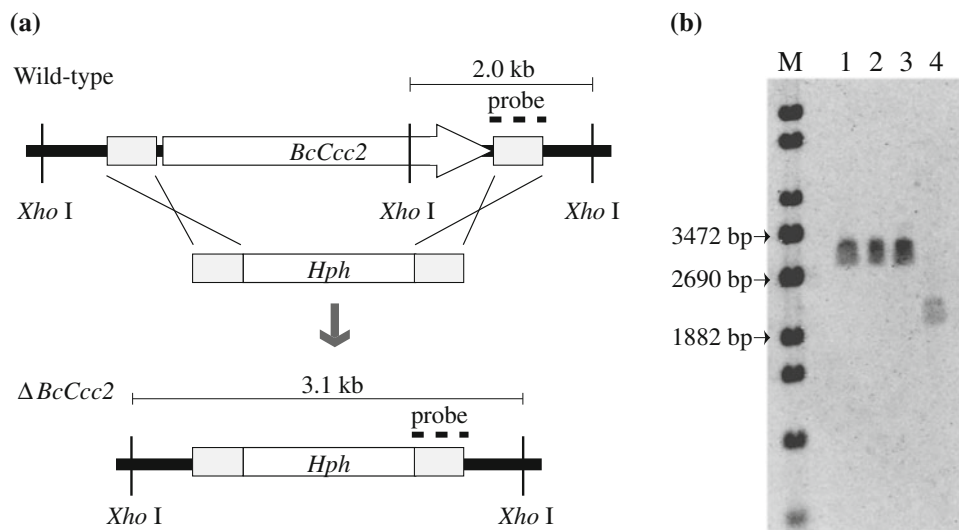 (a)
Wild-type
2.0 kb
probe
BcCcc2
Xho I
Xho I
Xho I
Hph
Δ BcCcc2
3.1 kb
probe
Hph
Xho I
Xho I
(b)
M 1 2 3 4
3472 bp→
2690 bp→
1882 bp→